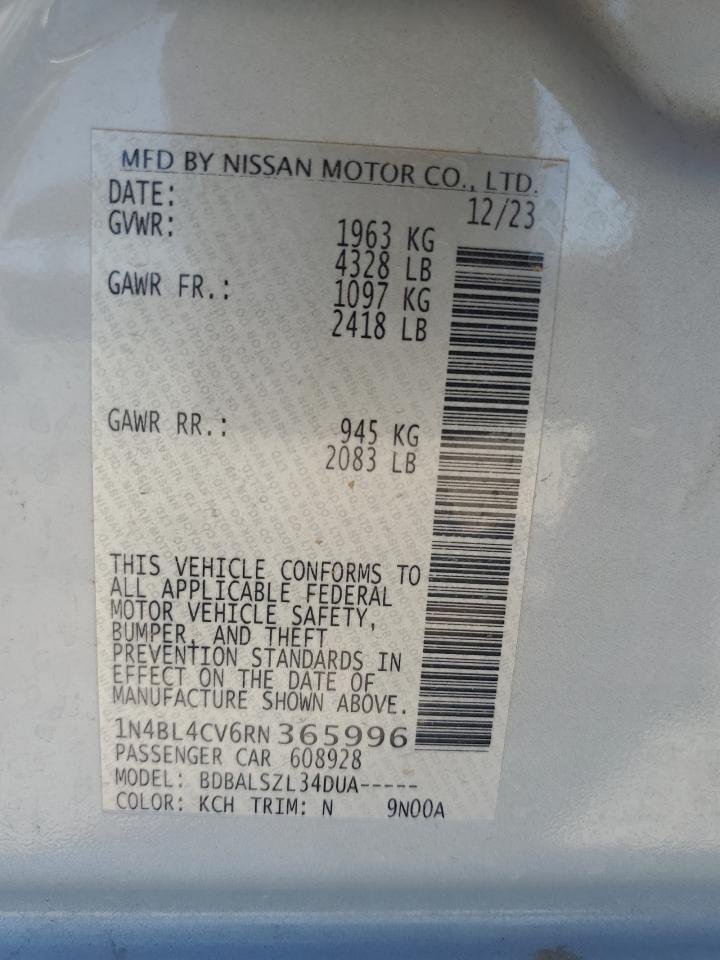 MFD BY NISSAN MOTOR CO., LTD.
DATE: 12/23
GVWR: 1963 KG
4328 LB
GAWR FR.: 1097 KG
2418 LB
GAWR RR.: 945 KG
2083 LB
THIS VEHICLE CONFORMS TO
ALL APPLICABLE FEDERAL
MOTOR VEHICLE SAFETY,
BUMPER, AND THEFT
PREVENTION STANDARDS IN
EFFECT ON THE DATE OF
MANUFACTURE SHOWN ABOVE.
1N4BL4CV6RN365996
PASSENGER CAR 608928
MODEL: BDBALSZL34DUA-----
COLOR: KCH TRIM: N 9N00A